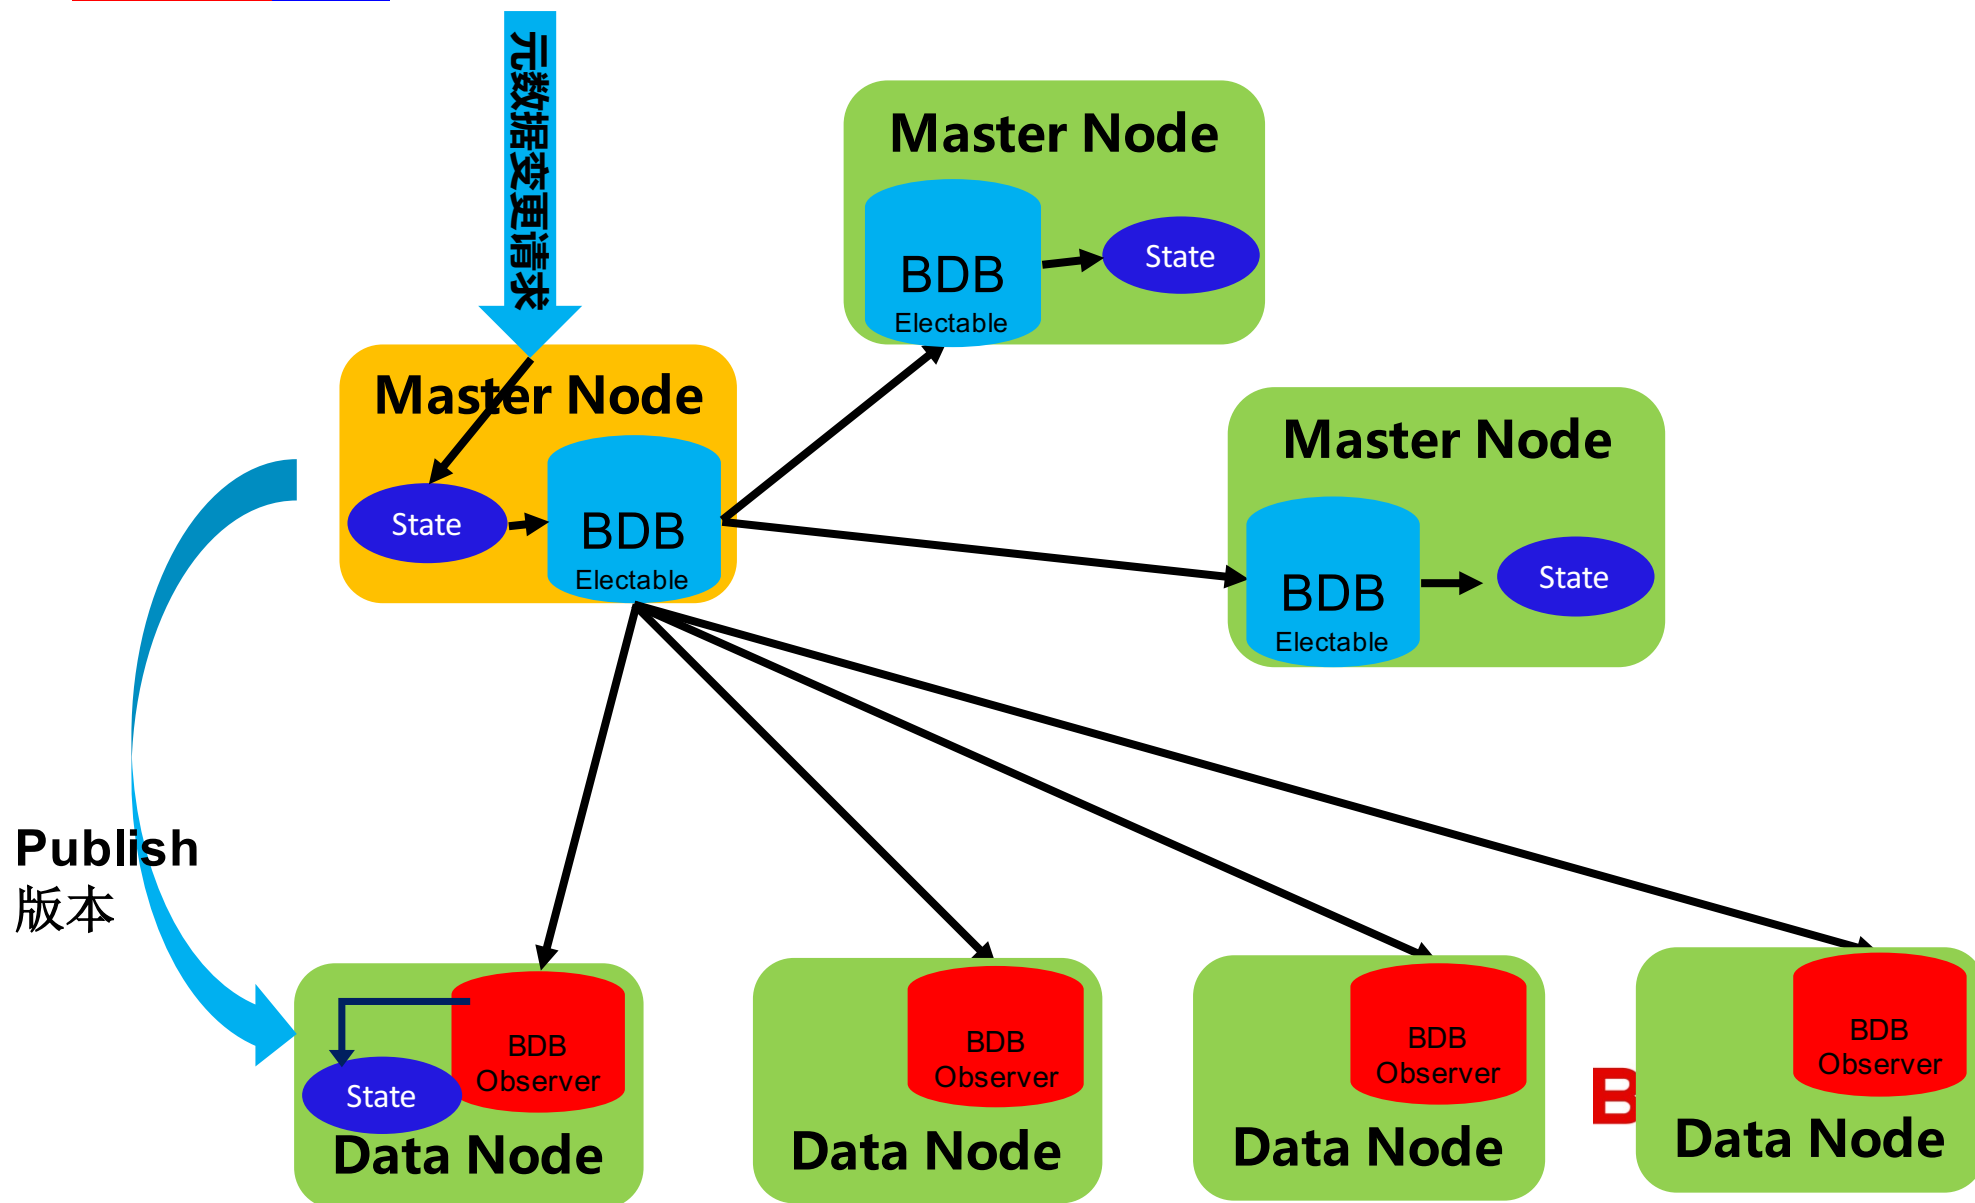 元数据变更请求
Master Node
BDB
Electable
State
Master Node
State
BDB
Electable
Master Node
BDB
Electable
State
Publish
版本
BDB
Observer
State
Data Node
BDB
Observer
Data Node
BDB
Observer
Data Node
B
BDB
Observer
Data Node